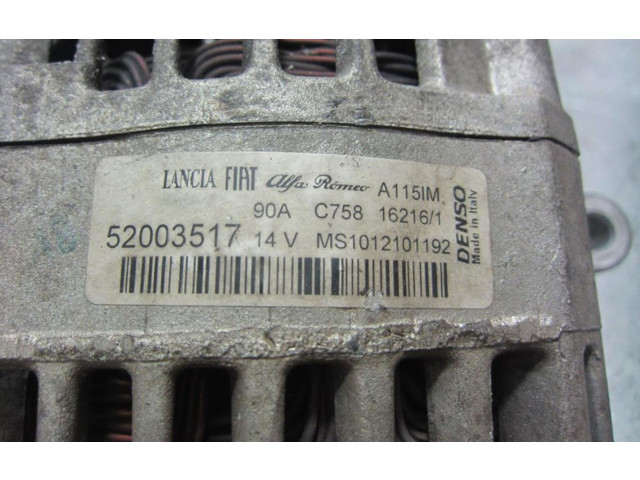 LANCIA FIAT Alfa Romeo A115IM
90A C758 16216/1
52003517 14 V MS1012101192
DENSO
Made in Italy